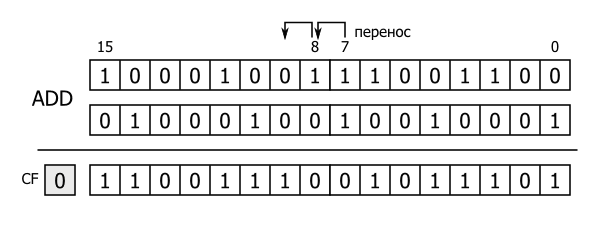 перенос
15 8 7 0
1 0 0 0 1 0 0 1 1 1 0 0 1 1 0 0
ADD
0 1 0 0 0 1 0 0 1 0 0 1 0 0 0 1
CF 0 1 1 0 0 1 1 1 0 0 1 0 1 1 1 0 1